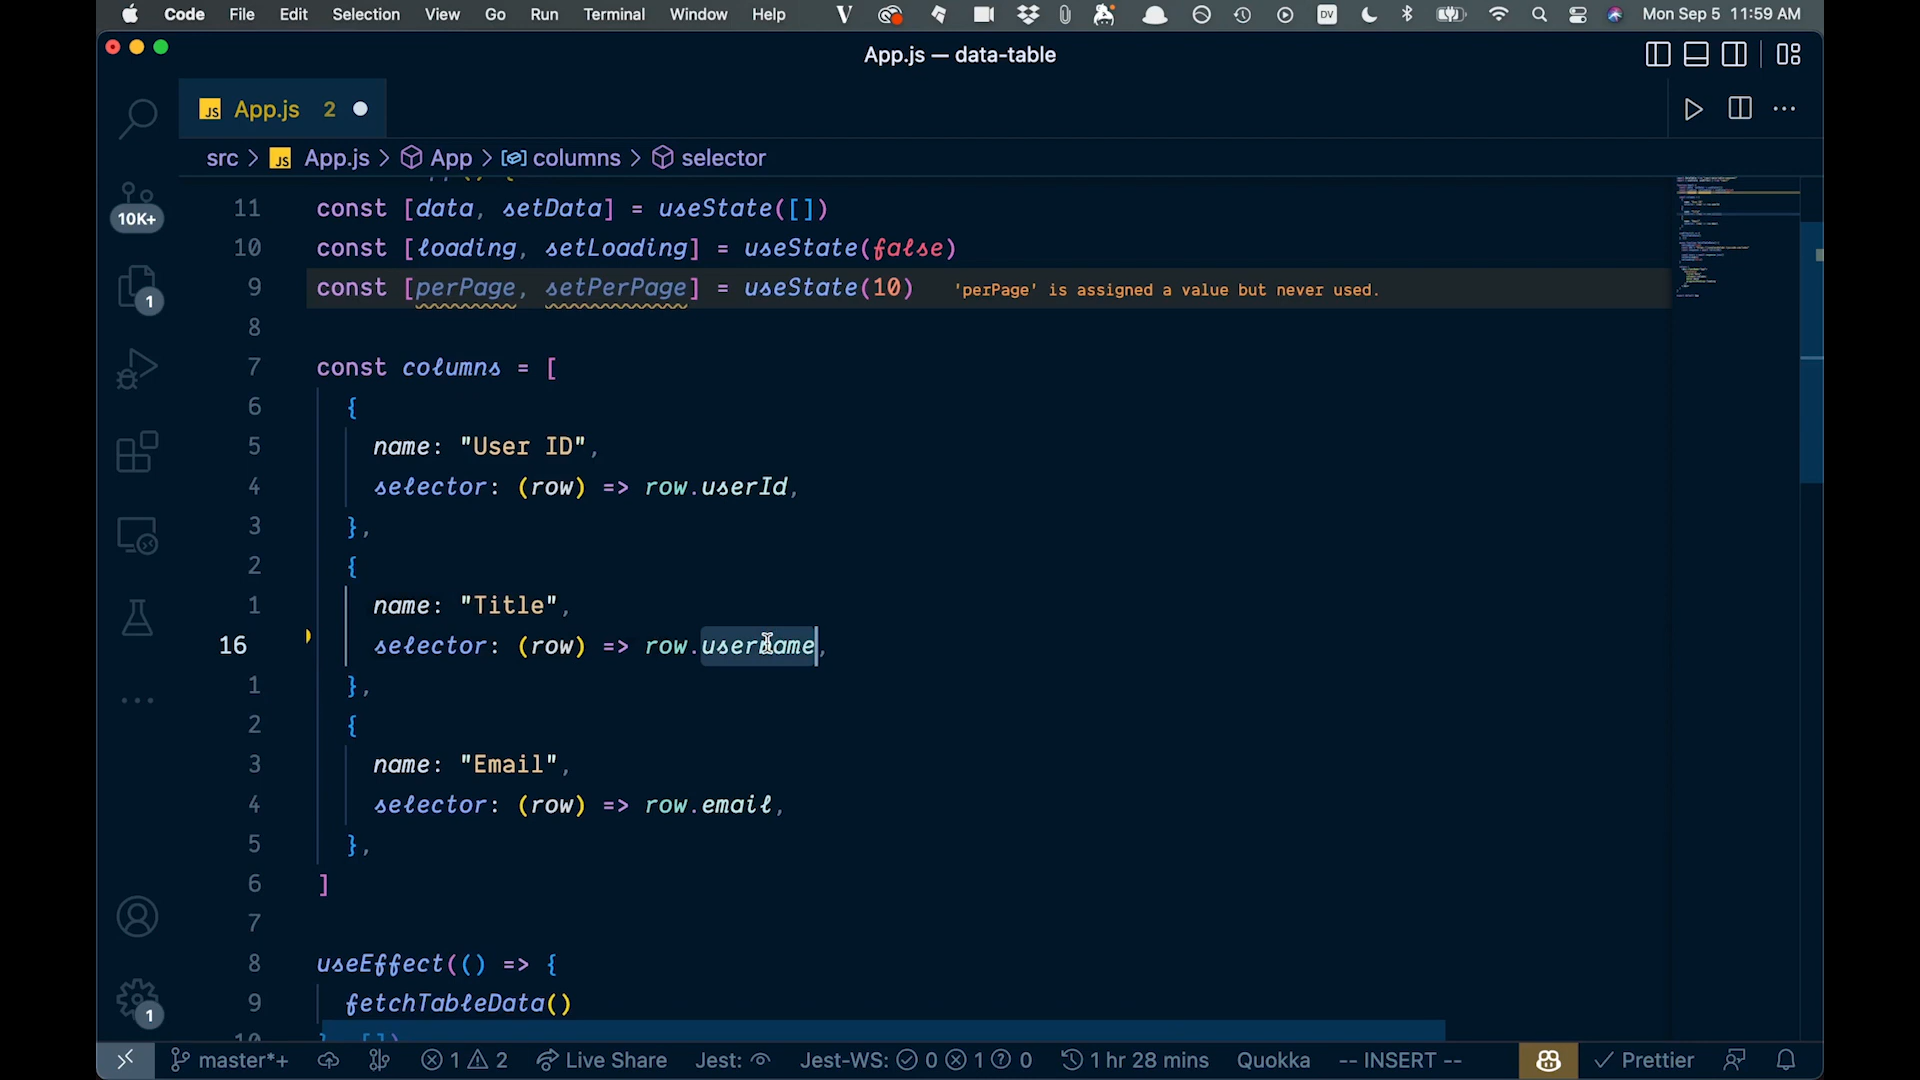 Code File Edit Selection View Go Run Terminal Window Help V DV Mon Sep 5 11:59 AM
App.js — data-table
JS App.js 2
src > JS App.js > App > columns > selector
10K+
1
1
11 const [data, setData] = useState([])
10 const [loading, setLoading] = useState(false)
9 const [perPage, setPerPage] = useState(10) 'perPage' is assigned a value but never used.
8
7 const columns = [
6 {
5 name: "User ID",
4 selector: (row) => row.userId,
3 },
2 {
1 name: "Title",
16 selector: (row) => row.username,
1 },
2 {
3 name: "Email",
4 selector: (row) => row.email,
5 },
6 ]
7
8 useEffect(() => {
9 fetchTableData()
master*+ 1 2 Live Share Jest: Jest-WS: 0 1 0 1 hr 28 mins Quokka -- INSERT -- Prettier